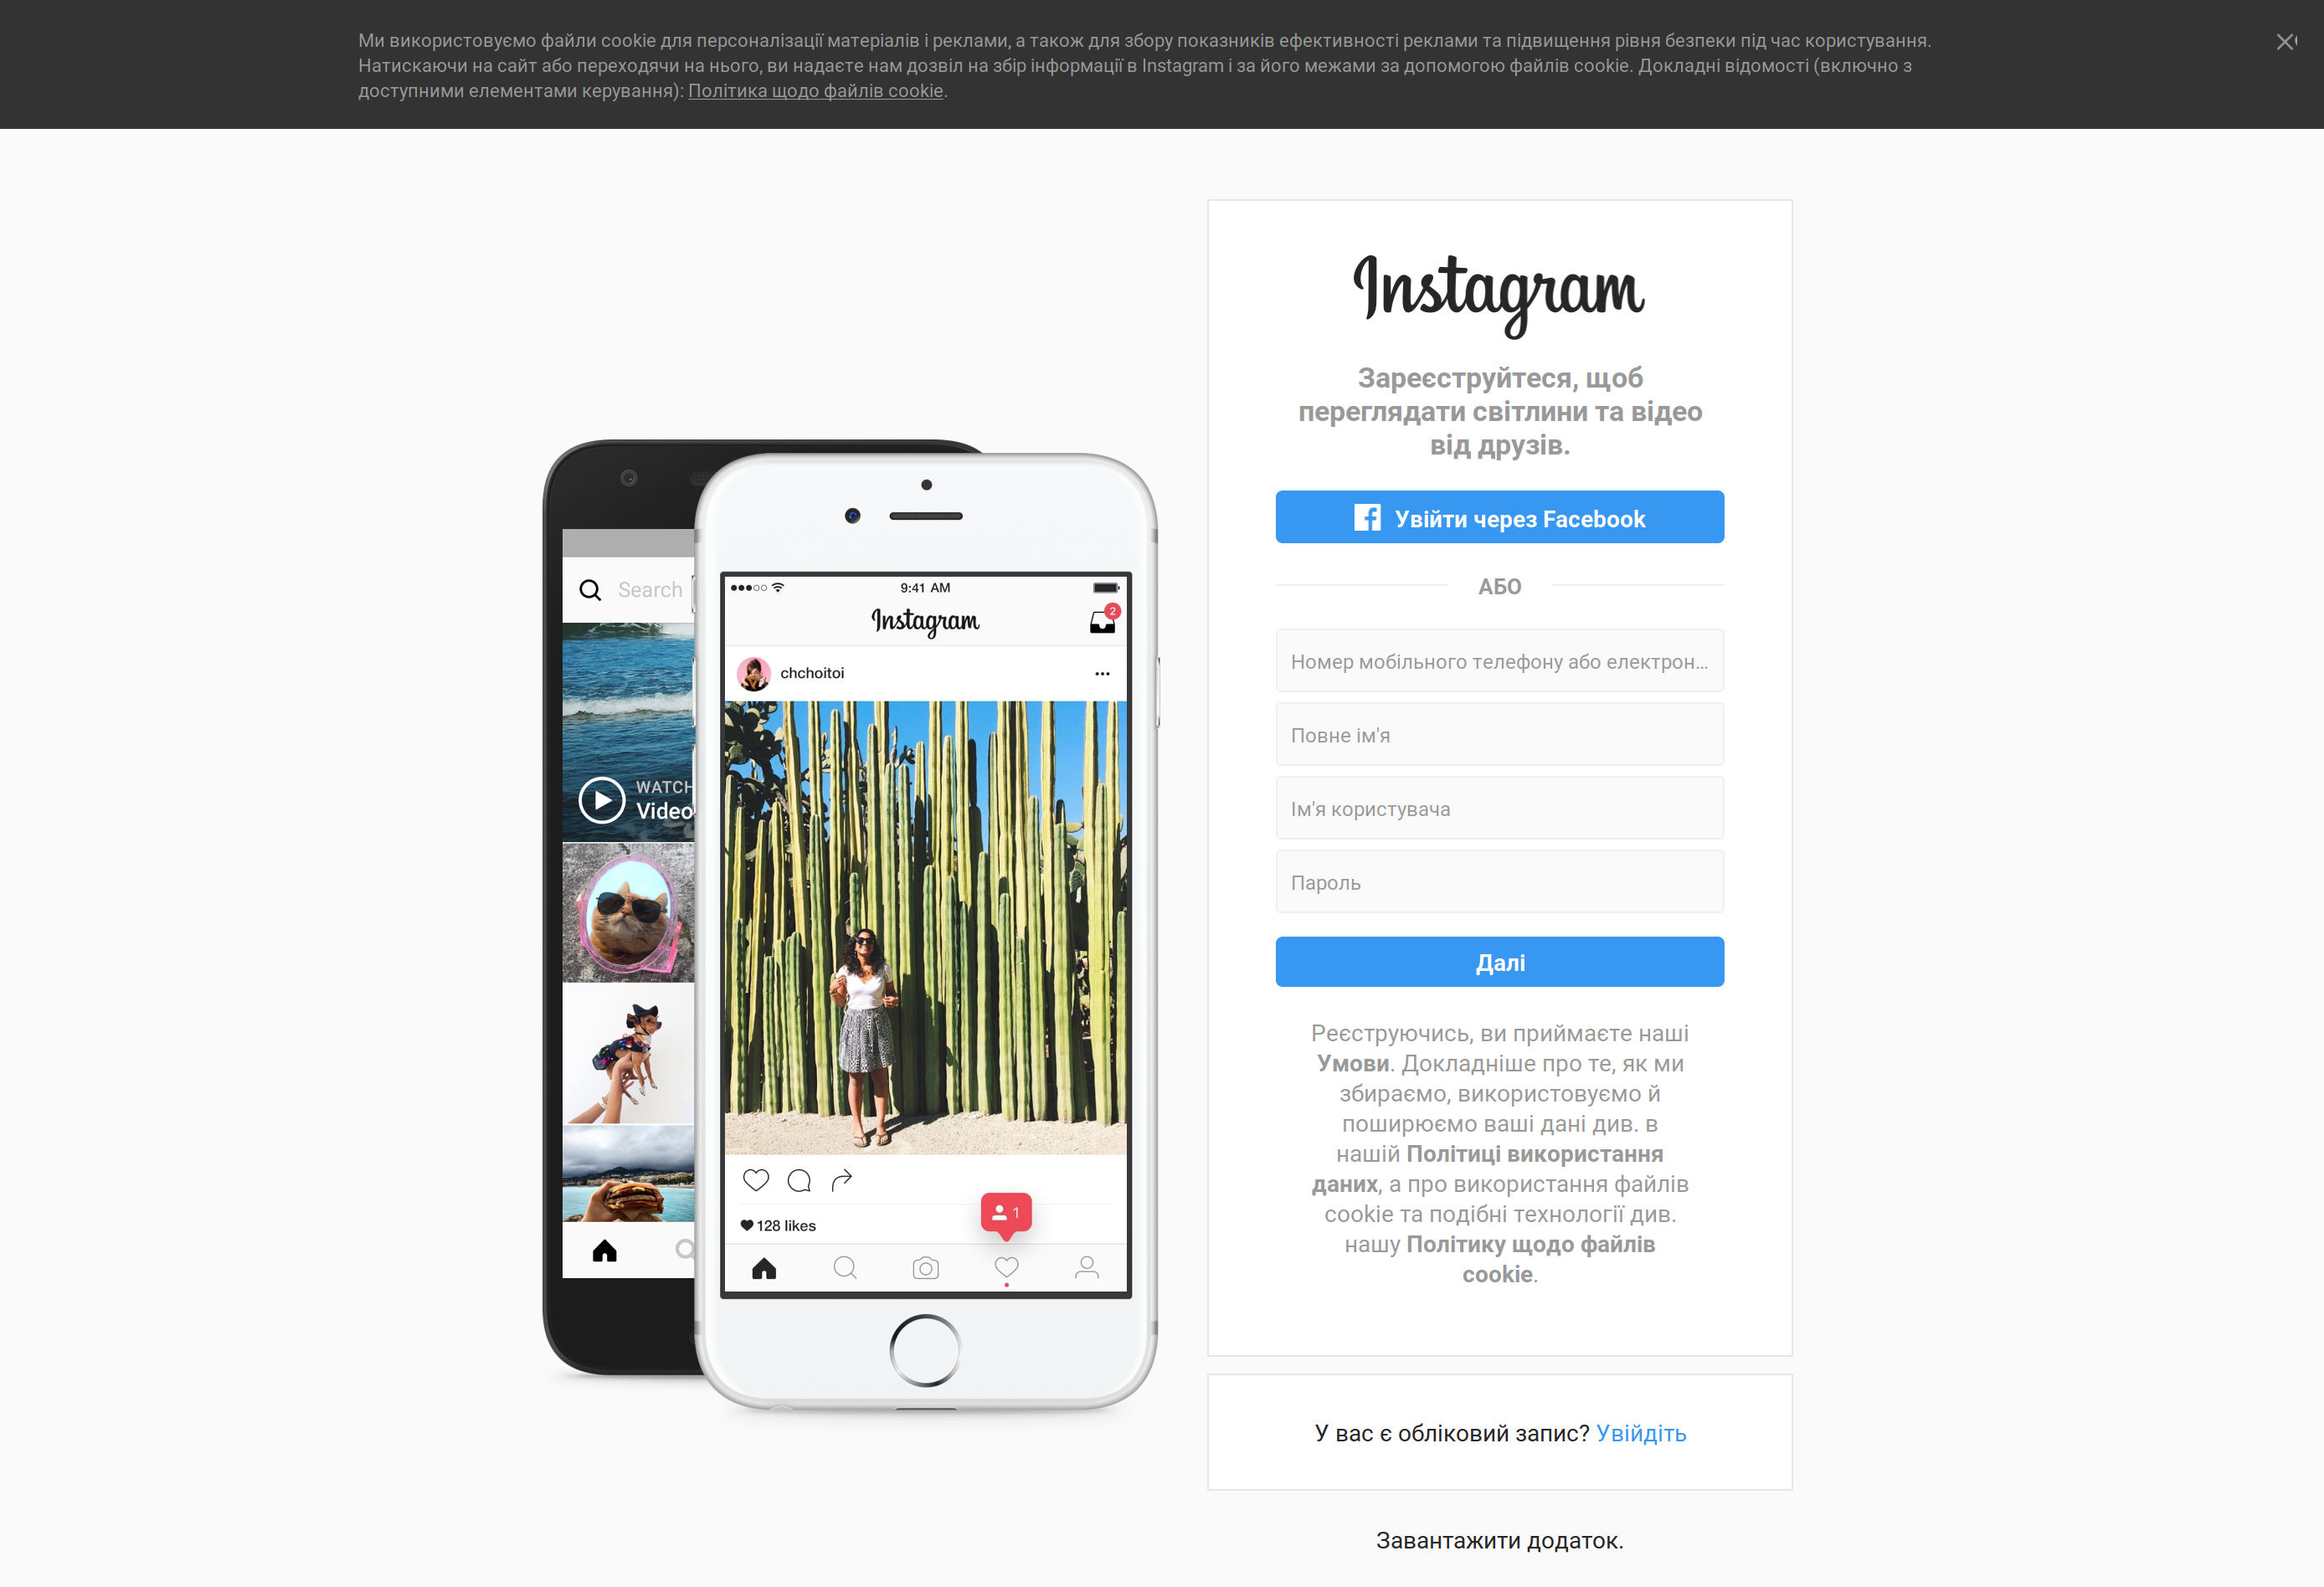 Ми використовуємо файли cookie для персоналізації матеріалів і реклами, а також для збору показників ефективності реклами та підвищення рівня безпеки під час користування.
Натискаючи на сайт або переходячи на нього, ви надаєте нам дозвіл на збір інформації в Instagram і за його межами за допомогою файлів cookie. Докладні відомості (включно з
доступними елементами керування): Політика щодо файлів cookie.
Search
WATCH
Video
9:41 AM
Instagram
2
chchoitoi
128 likes
1
Instagram
Зареєструйтеся, щоб
переглядати світлини та відео
від друзів.
Увійти через Facebook
АБО
Номер мобільного телефону або електрон…
Повне ім'я
Ім'я користувача
Пароль
Далі
Реєструючись, ви приймаєте наші
Умови. Докладніше про те, як ми
збираємо, використовуємо й
поширюємо ваші дані див. в
нашій Політиці використання
даних, а про використання файлів
cookie та подібні технології див.
нашу Політику щодо файлів
cookie.
У вас є обліковий запис? Увійдіть
Завантажити додаток.